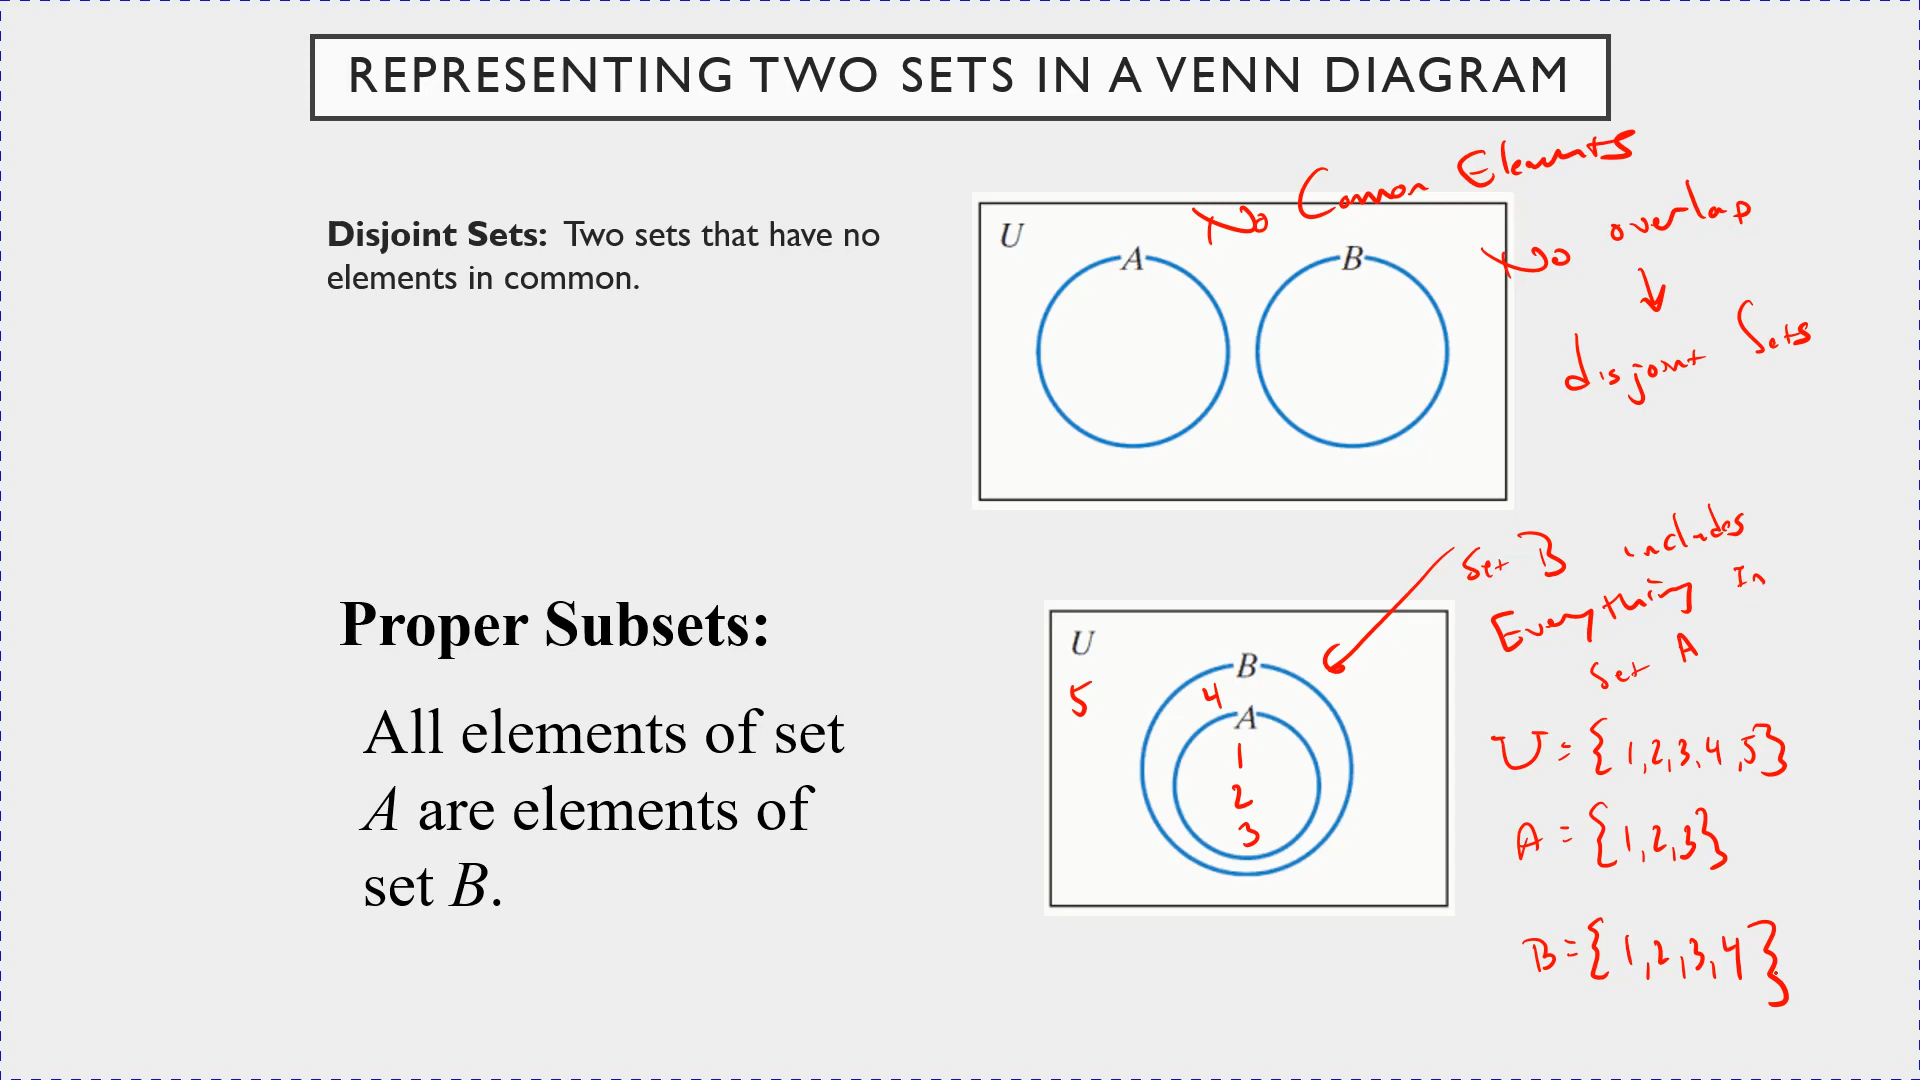 REPRESENTING TWO SETS IN A VENN DIAGRAM
Disjoint Sets: Two sets that have no
elements in common.
U
A
B
No Common Elements
No overlap
disjoint Sets
Proper Subsets:
All elements of set
A are elements of
set B.
U
B
A
5
4
1
2
3
Set B includes
Everything In
Set A
U = {1,2,3,4,5}
A = {1,2,3}
B = {1,2,3,4}